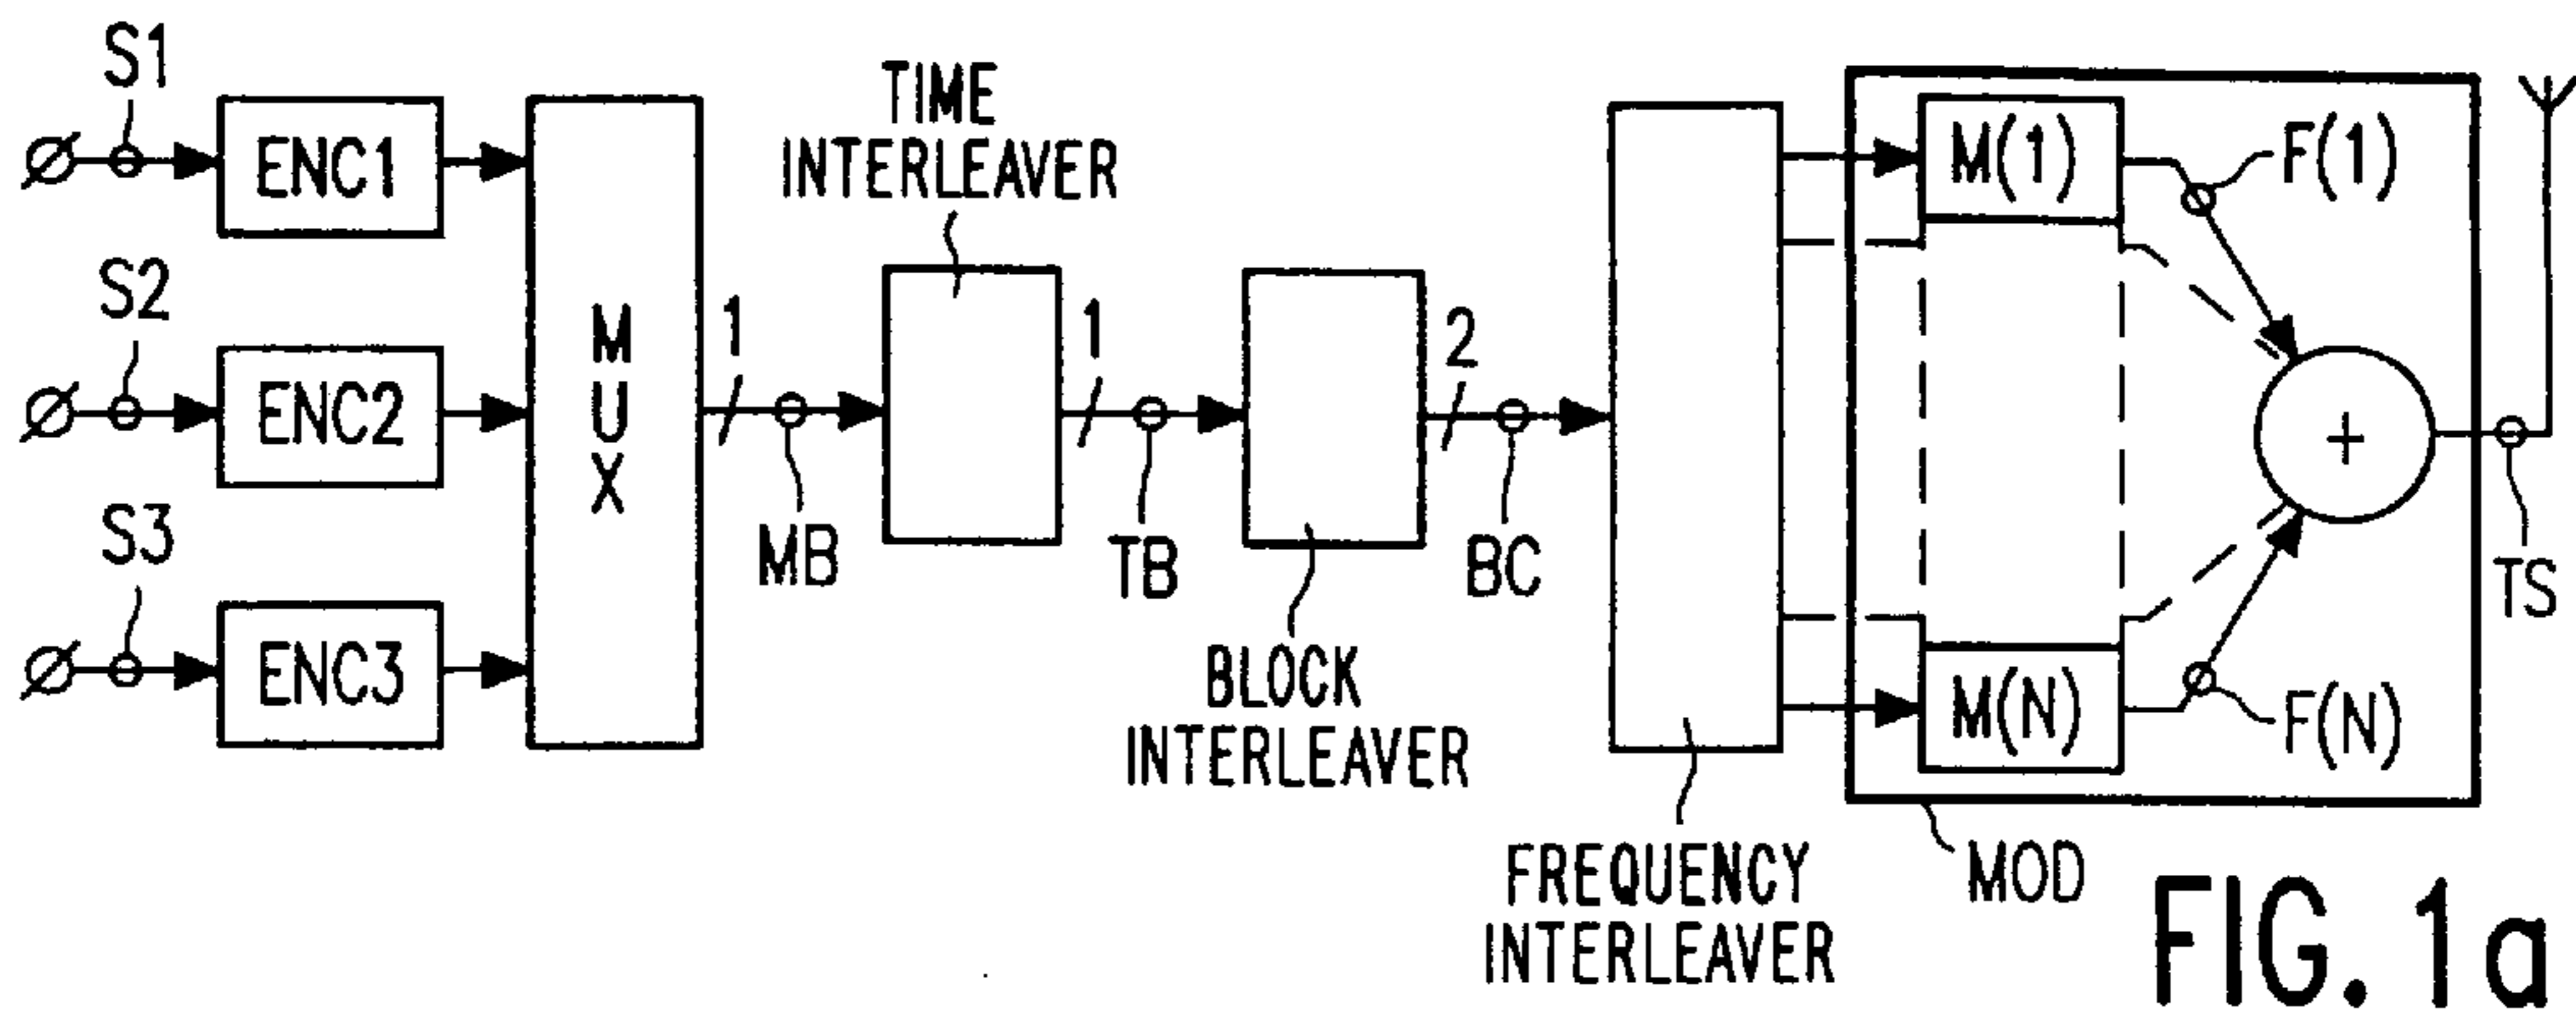 S1
ENC1
S2
ENC2
S3
ENC3
M
U
X
1
MB
TIME
INTERLEAVER
1
TB
BLOCK
INTERLEAVER
2
BC
FREQUENCY
INTERLEAVER
M(1)
F(1)
+
M(N)
F(N)
TS
MOD
FIG. 1a